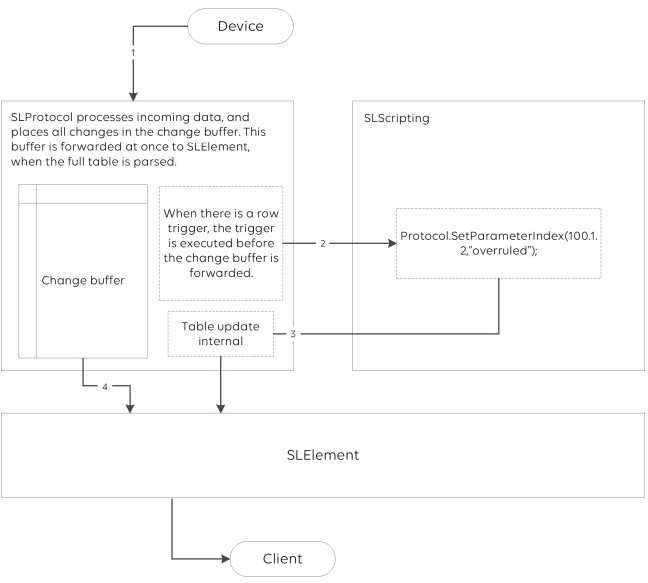 Device
1
SLProtocol processes incoming data, and
places all changes in the change buffer. This
buffer is forwarded at once to SLElement,
when the full table is parsed.
SLScripting
When there is a row
trigger, the trigger
is executed before
the change buffer is
forwarded.
2
Protocol.SetParameterIndex(100.1.
2,"overruled");
Change buffer
Table update
internal
3
4
SLElement
Client